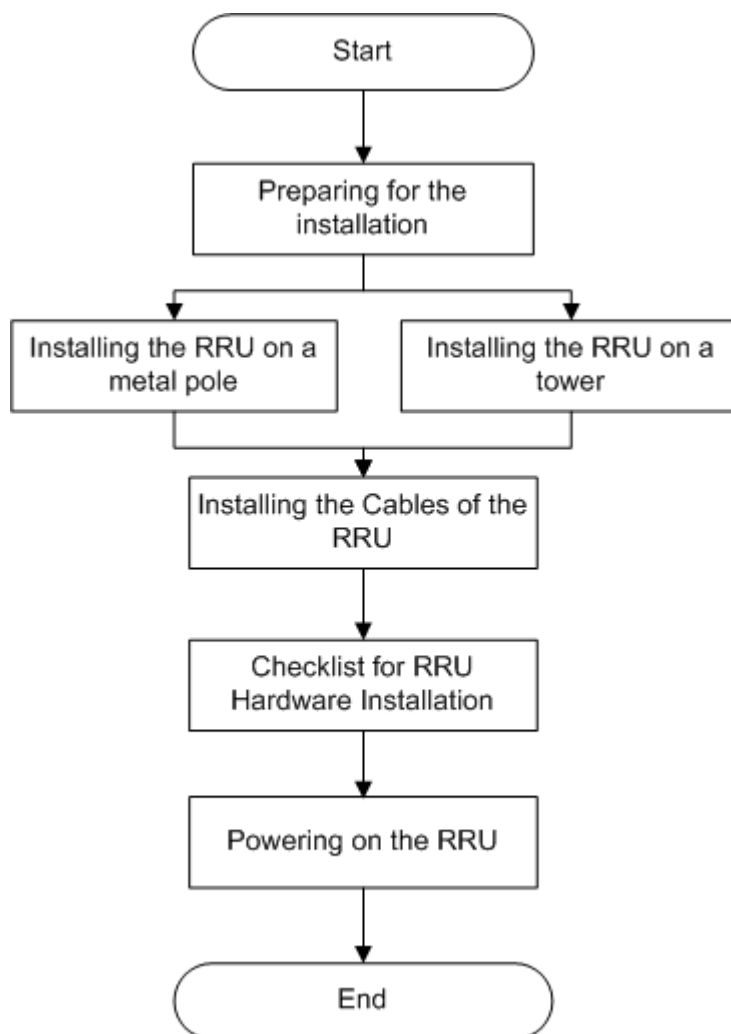 Start
Preparing for the
installation
Installing the RRU on a
metal pole
Installing the RRU on a
tower
Installing the Cables of the
RRU
Checklist for RRU
Hardware Installation
Powering on the RRU
End